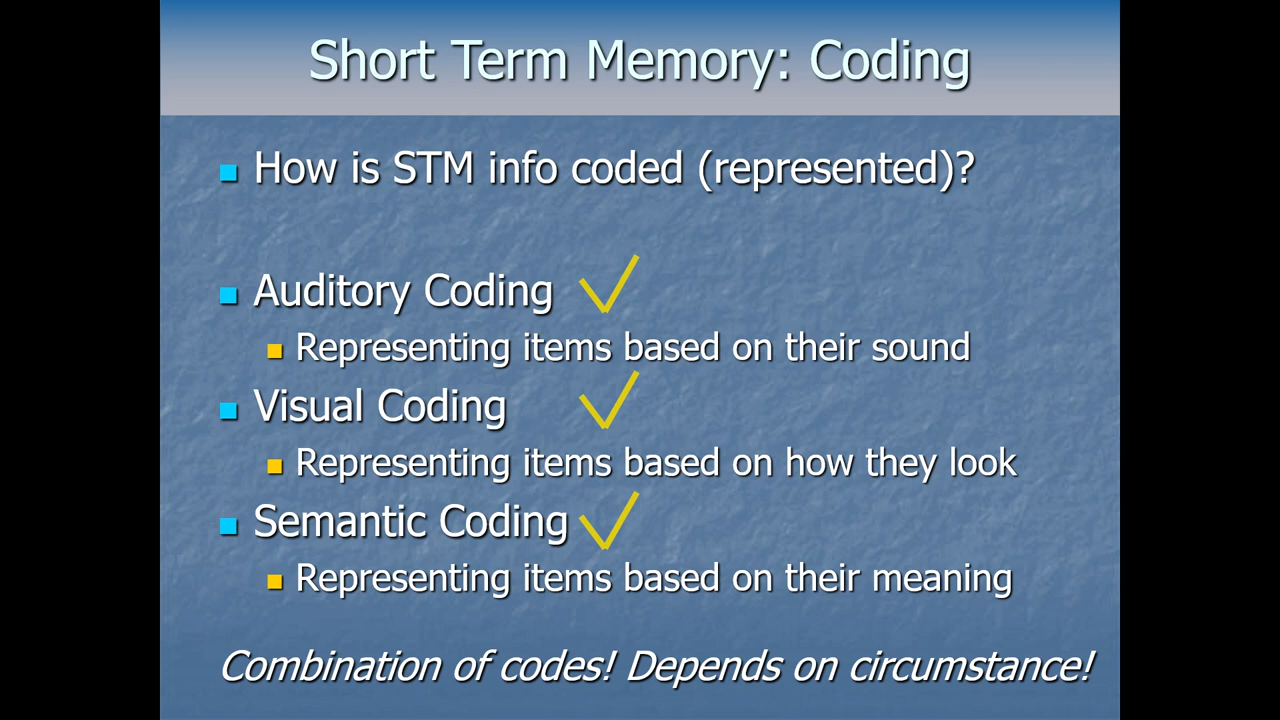 Short Term Memory: Coding
How is STM info coded (represented)?
Auditory Coding
Representing items based on their sound
Visual Coding
Representing items based on how they look
Semantic Coding
Representing items based on their meaning
Combination of codes! Depends on circumstance!